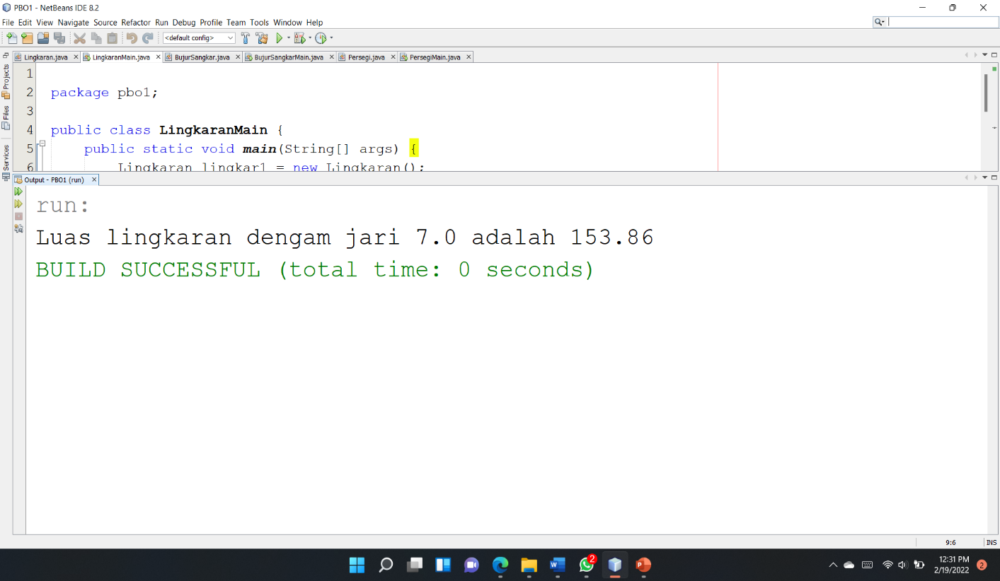 PBO1 - NetBeans IDE 8.2
File Edit View Navigate Source Refactor Run Debug Profile Team Tools Window Help
<default config>
Lingkaran.java LingkaranMain.java BujurSangkar.java BujurSangkarMain.java Persegi.java PersegiMain.java
Projects
Files
Services
1
2 package pbo1;
3
4 public class LingkaranMain {
5 public static void main(String[] args) {
6 Lingkaran lingkar1 = new Lingkaran();
Output - PBO1 (run)
run:
Luas lingkaran dengam jari 7.0 adalah 153.86
BUILD SUCCESSFUL (total time: 0 seconds)
9:6 INS
2
12:31 PM
2/19/2022
2